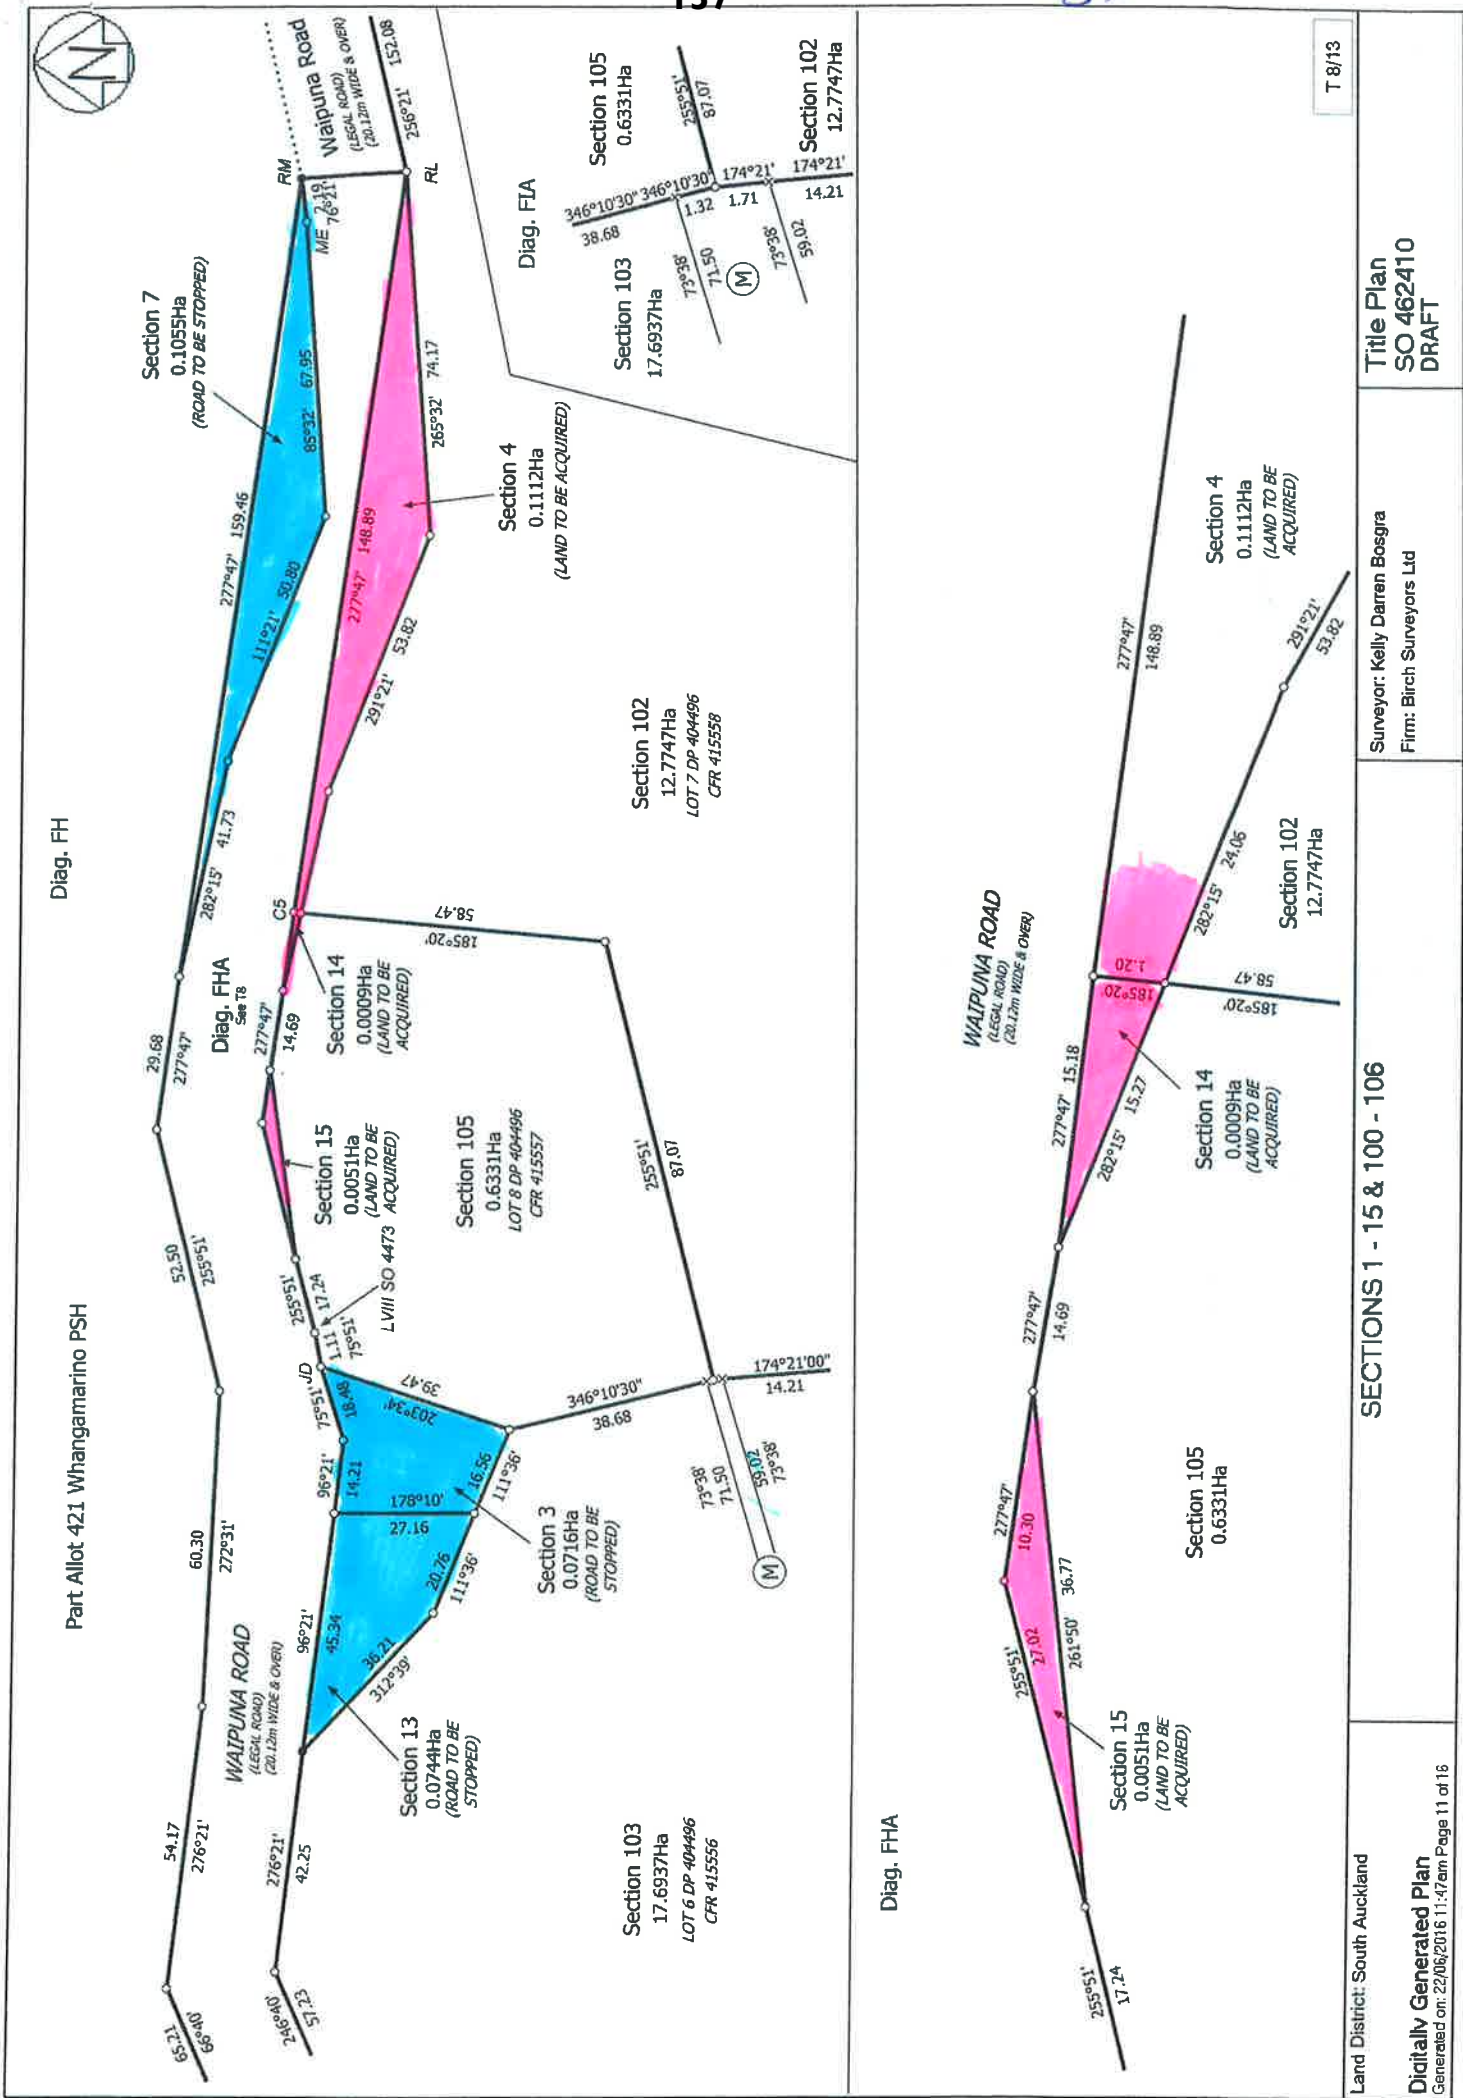 137
N
Diag. FH
Part Allot 421 Whangamarino PSH
65.21
66°40'
54.17
276°21'
60.30
272°31'
52.50
255°51'
29.68
277°47'
282°15'
41.73
277°47'
159.46
111°21'
50.80
85°32'
67.95
ME
2.19
76°21'
RM
RL
Waipuna Road
(LEGAL ROAD)
(20.12m WIDE & OVER)
256°21'
152.08
Section 7
0.1055Ha
(ROAD TO BE STOPPED)
WAIPUNA ROAD
(LEGAL ROAD)
(20.12m WIDE & OVER)
246°40'
57.23
276°21'
42.25
96°21'
45.34
96°21'
14.21
75°51'
18.48
JD
1.11
75°51'
255°51'
17.24
LVIII SO 4473
277°47'
14.69
Diag. FHA
See T8
C5
277°47'
148.89
291°21'
53.82
265°32'
74.17
Section 4
0.1112Ha
(LAND TO BE ACQUIRED)
Section 14
0.0009Ha
(LAND TO BE
ACQUIRED)
Section 15
0.0051Ha
(LAND TO BE
ACQUIRED)
185°20'
58.47
178°10'
27.16
203°34'
39.47
16.56
111°36'
20.76
111°36'
36.21
312°39'
Section 13
0.0744Ha
(ROAD TO BE
STOPPED)
Section 3
0.0716Ha
(ROAD TO BE
STOPPED)
346°10'30"
38.68
255°51'
87.07
174°21'00"
14.21
73°38'
71.50
59.02
73°38'
M
Section 103
17.6937Ha
LOT 6 DP 404496
CFR 415556
Section 105
0.6331Ha
LOT 8 DP 404496
CFR 415557
Section 102
12.7747Ha
LOT 7 DP 404496
CFR 415558
Diag. FIA
346°10'30"
38.68
346°10'30"
1.32
174°21'
1.71
174°21'
14.21
255°51'
87.07
73°38'
71.50
73°38'
59.02
M
Section 103
17.6937Ha
Section 105
0.6331Ha
Section 102
12.7747Ha
Diag. FHA
255°51'
17.24
255°51'
27.02
277°47'
10.30
261°50'
36.77
277°47'
14.69
277°47'
15.18
282°15'
15.27
185°20'
1.20
185°20'
58.47
282°15'
24.06
277°47'
148.89
291°21'
53.82
WAIPUNA ROAD
(LEGAL ROAD)
(20.12m WIDE & OVER)
Section 15
0.0051Ha
(LAND TO BE
ACQUIRED)
Section 105
0.6331Ha
Section 14
0.0009Ha
(LAND TO BE
ACQUIRED)
Section 102
12.7747Ha
Section 4
0.1112Ha
(LAND TO BE
ACQUIRED)
T 8/13
Land District: South Auckland
Digitally Generated Plan
Generated on: 22/06/2016 11:47am Page 11 of 16
SECTIONS 1 - 15 & 100 - 106
Surveyor: Kelly Darren Bosgra
Firm: Birch Surveyors Ltd
Title Plan
SO 462410
DRAFT